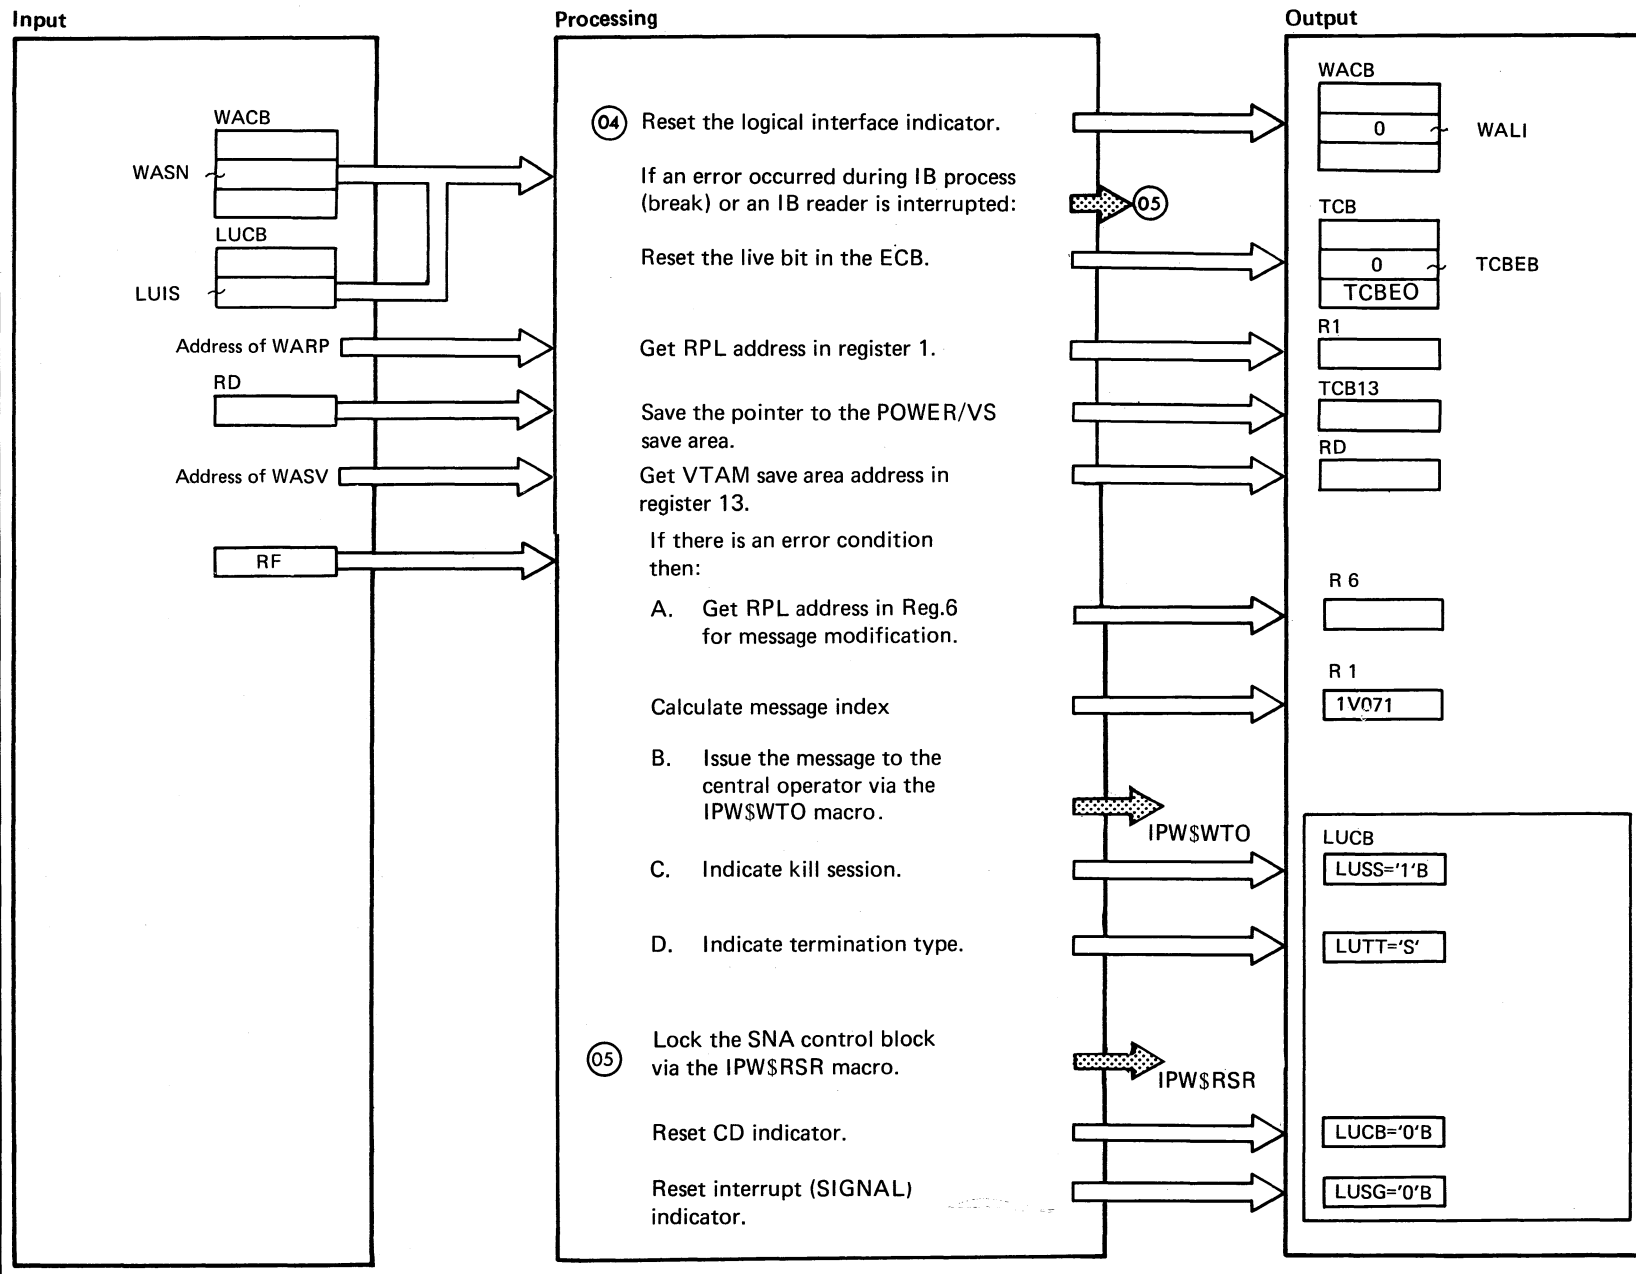 Input
Processing
Output
WACB
WASN
LUCB
LUIS
Address of WARP
RD
Address of WASV
RF
04 Reset the logical interface indicator.
If an error occurred during IB process
(break) or an IB reader is interrupted:
05
Reset the live bit in the ECB.
Get RPL address in register 1.
Save the pointer to the POWER/VS
save area.
Get VTAM save area address in
register 13.
If there is an error condition
then:
A. Get RPL address in Reg.6
for message modification.
Calculate message index
B. Issue the message to the
central operator via the
IPW$WTO macro.
IPW$WTO
C. Indicate kill session.
D. Indicate termination type.
05 Lock the SNA control block
via the IPW$RSR macro.
IPW$RSR
Reset CD indicator.
Reset interrupt (SIGNAL)
indicator.
WACB
0
WALI
TCB
0
TCBEB
TCBEO
R1
TCB13
RD
R 6
R 1
1V071
LUCB
LUSS='1'B
LUTT='S'
LUCB='0'B
LUSG='0'B